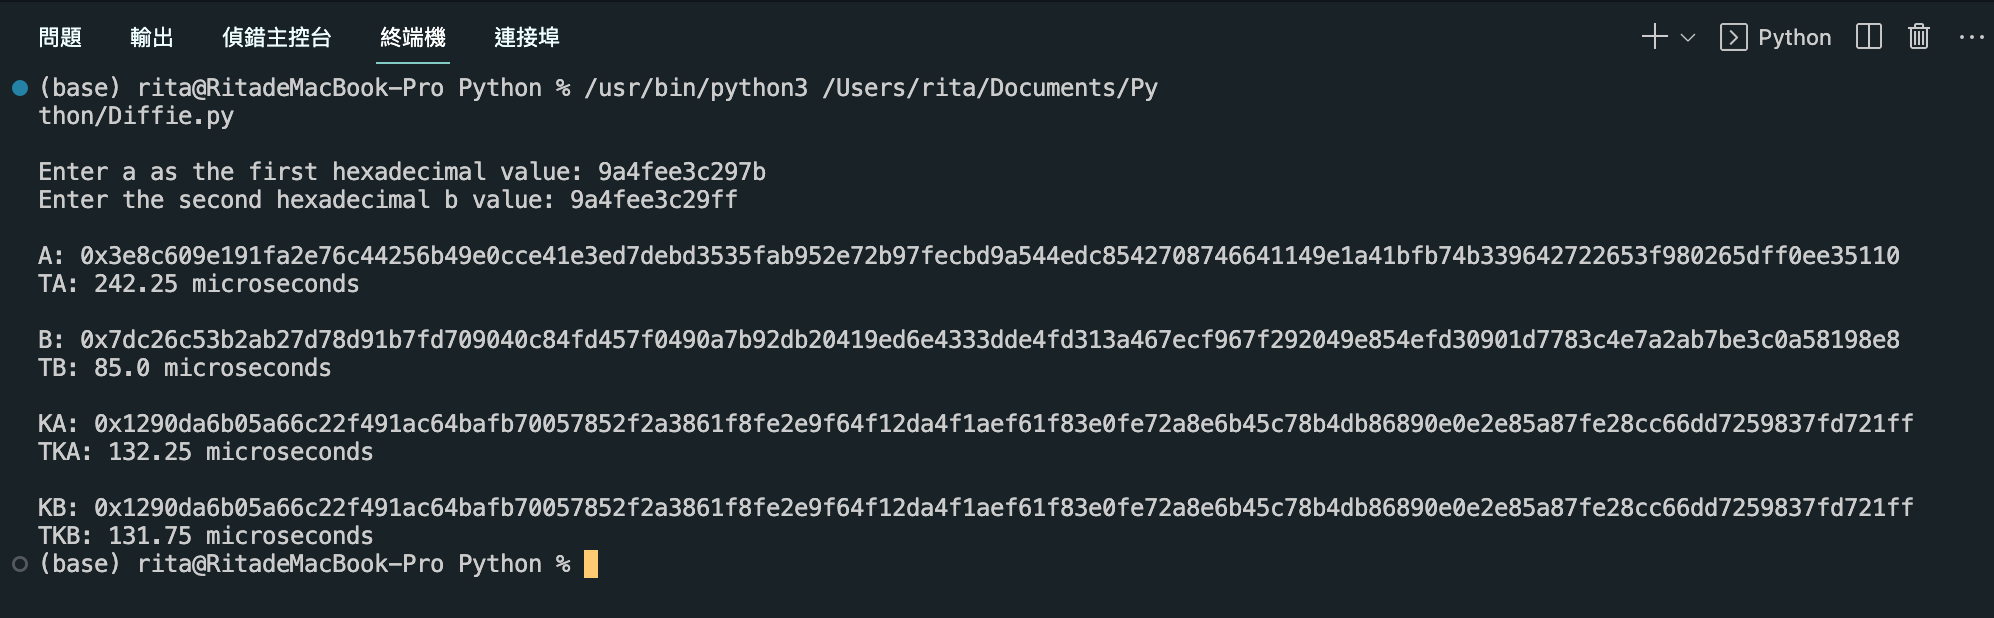 問題 輸出 偵錯主控台 終端機 連接埠 Python
(base) rita@RitadeMacBook-Pro Python % /usr/bin/python3 /Users/rita/Documents/Py
thon/Diffie.py
Enter a as the first hexadecimal value: 9a4fee3c297b
Enter the second hexadecimal b value: 9a4fee3c29ff
A: 0x3e8c609e191fa2e76c44256b49e0cce41e3ed7debd3535fab952e72b97fecbd9a544edc8542708746641149e1a41bfb74b339642722653f980265dff0ee35110
TA: 242.25 microseconds
B: 0x7dc26c53b2ab27d78d91b7fd709040c84fd457f0490a7b92db20419ed6e4333dde4fd313a467ecf967f292049e854efd30901d7783c4e7a2ab7be3c0a58198e8
TB: 85.0 microseconds
KA: 0x1290da6b05a66c22f491ac64bafb70057852f2a3861f8fe2e9f64f12da4f1aef61f83e0fe72a8e6b45c78b4db86890e0e2e85a87fe28cc66dd7259837fd721ff
TKA: 132.25 microseconds
KB: 0x1290da6b05a66c22f491ac64bafb70057852f2a3861f8fe2e9f64f12da4f1aef61f83e0fe72a8e6b45c78b4db86890e0e2e85a87fe28cc66dd7259837fd721ff
TKB: 131.75 microseconds
(base) rita@RitadeMacBook-Pro Python %